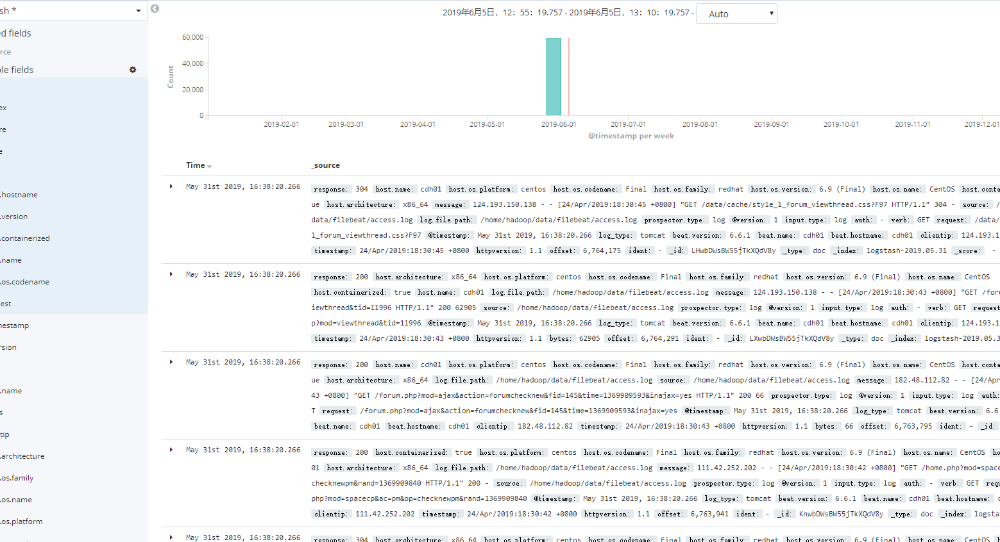 sh *
ed fields
rce
ble fields
ex
re
e
.hostname
.version
.containerized
.name
.os.codename
est
mestamp
rsion
.name
s
tip
.architecture
.os.family
.os.name
.os.platform
2019年6月5日, 12: 55: 19.757 - 2019年6月5日, 13: 10: 19.757 - Auto
60,000
40,000
20,000
0
Count
2019-02-01 2019-03-01 2019-04-01 2019-05-01 2019-06-01 2019-07-01 2019-08-01 2019-09-01 2019-10-01 2019-11-01 2019-12-01
@timestamp per week
Time _source
May 31st 2019, 16:38:20.266 response: 304 host.name: cdh01 host.os.platform: centos host.os.codename: Final host.os.family: redhat host.os.version: 6.9 (Final) host.os.name: CentOS host.conta
ue host.architecture: x86_64 message: 124.193.150.138 - - [24/Apr/2019:18:30:45 +0800] "GET /data/cache/style_1_forum_viewthread.css?F97 HTTP/1.1" 304 - source: /
data/filebeat/access.log log.file.path: /home/hadoop/data/filebeat/access.log prospector.type: log @version: 1 input.type: log auth: - verb: GET request: /data/
1_forum_viewthread.css?F97 @timestamp: May 31st 2019, 16:38:20.266 log_type: tomcat beat.version: 6.6.1 beat.name: cdh01 beat.hostname: cdh01 clientip: 124.193.1
timestamp: 24/Apr/2019:18:30:45 +0800 httpversion: 1.1 offset: 6,764,175 ident: - _id: LHwbDWsBW55jTkXQdV8y _type: doc _index: logstash-2019.05.31 _score: -
May 31st 2019, 16:38:20.266 response: 200 host.architecture: x86_64 host.os.platform: centos host.os.codename: Final host.os.family: redhat host.os.version: 6.9 (Final) host.os.name: CentOS
host.containerized: true host.name: cdh01 log.file.path: /home/hadoop/data/filebeat/access.log message: 124.193.150.138 - - [24/Apr/2019:18:30:43 +0800] "GET /foru
iewthread&tid=11996 HTTP/1.1" 200 62905 source: /home/hadoop/data/filebeat/access.log prospector.type: log @version: 1 input.type: log auth: - verb: GET request
p?mod=viewthread&tid=11996 @timestamp: May 31st 2019, 16:38:20.266 log_type: tomcat beat.version: 6.6.1 beat.name: cdh01 beat.hostname: cdh01 clientip: 124.193.1
timestamp: 24/Apr/2019:18:30:43 +0800 httpversion: 1.1 bytes: 62905 offset: 6,764,291 ident: - _id: LXwbDWsBW55jTkXQdV8y _type: doc _index: logstash-2019.05.3
May 31st 2019, 16:38:20.266 response: 200 host.name: cdh01 host.os.platform: centos host.os.codename: Final host.os.family: redhat host.os.version: 6.9 (Final) host.os.name: CentOS host.conta
ue host.architecture: x86_64 log.file.path: /home/hadoop/data/filebeat/access.log source: /home/hadoop/data/filebeat/access.log message: 182.48.112.82 - - [24/Apr
43 +0800] "GET /forum.php?mod=ajax&action=forumchecknew&fid=145&time=1369909593&inajax=yes HTTP/1.1" 200 66 prospector.type: log @version: 1 input.type: log auth:
T request: /forum.php?mod=ajax&action=forumchecknew&fid=145&time=1369909593&inajax=yes @timestamp: May 31st 2019, 16:38:20.266 log_type: tomcat beat.version: 6.6
beat.name: cdh01 beat.hostname: cdh01 clientip: 182.48.112.82 timestamp: 24/Apr/2019:18:30:43 +0800 httpversion: 1.1 bytes: 66 offset: 6,763,795 ident: - _id:
May 31st 2019, 16:38:20.266 response: 200 host.containerized: true host.os.platform: centos host.os.codename: Final host.os.family: redhat host.os.version: 6.9 (Final) host.os.name: CentOS ho
01 host.architecture: x86_64 log.file.path: /home/hadoop/data/filebeat/access.log message: 111.42.252.202 - - [24/Apr/2019:18:30:42 +0800] "GET /home.php?mod=space
checknewpm&rand=1369909840 HTTP/1.1" 200 - source: /home/hadoop/data/filebeat/access.log prospector.type: log @version: 1 input.type: log auth: - verb: GET requ
php?mod=spacecp&ac=pm&op=checknewpm&rand=1369909840 @timestamp: May 31st 2019, 16:38:20.266 log_type: tomcat beat.version: 6.6.1 beat.name: cdh01 beat.hostname: c
clientip: 111.42.252.202 timestamp: 24/Apr/2019:18:30:42 +0800 httpversion: 1.1 offset: 6,763,941 ident: - _id: KnwbDWsBW55jTkXQdV8y _type: doc _index: logsta
May 31st 2019, 16:38:20.266 response: 304 host.architecture: x86_64 host.os.platform: centos host.os.codename: Final host.os.family: redhat host.os.version: 6.9 (Final) host.os.name: CentOS